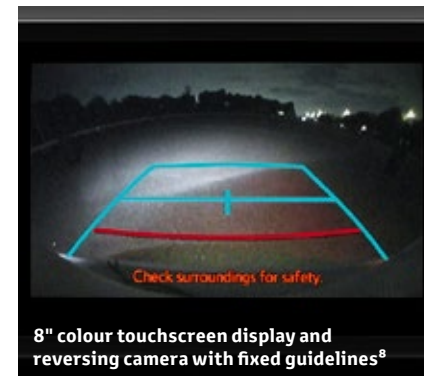 Check surroundings for safety.
8" colour touchscreen display and
reversing camera with fixed guidelines⁸